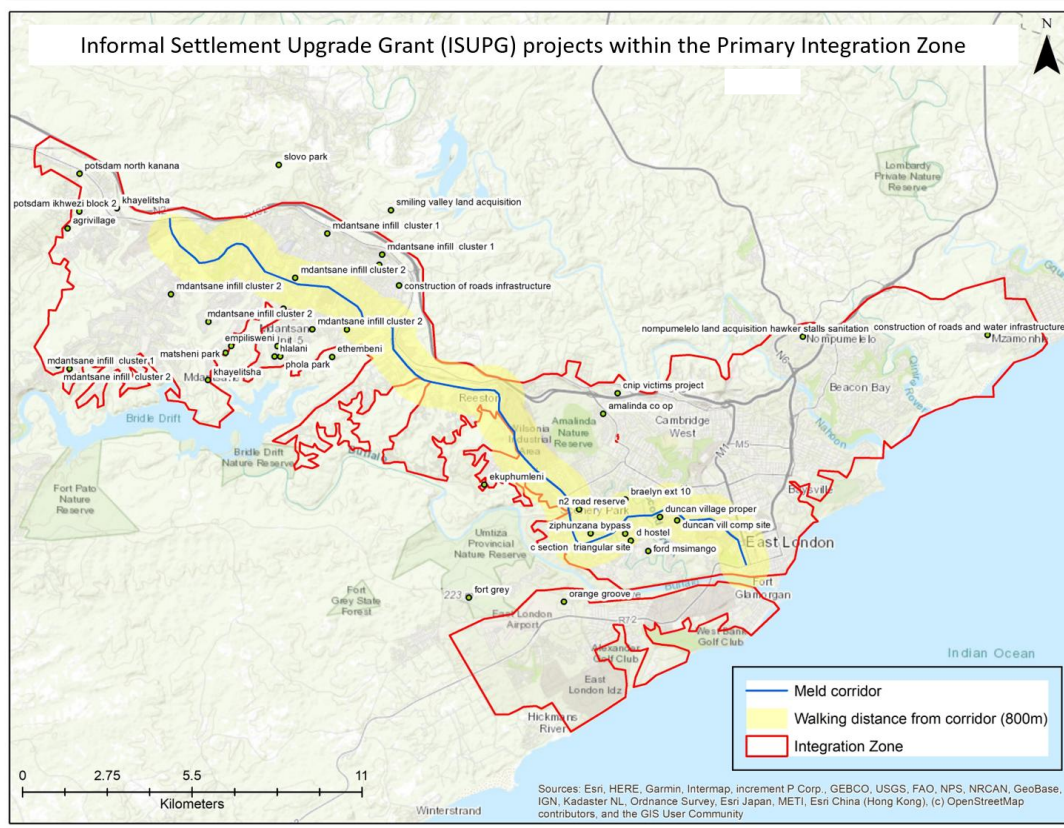 Informal Settlement Upgrade Grant (ISUPG) projects within the Primary Integration Zone
N
Lombardy
Private Nature
Reserve
slovo park
potsdam north kanana
potsdam ikhwezi block 2
khayelitsha
N2
agrivillage
smiling valley land acquisition
mdantsane infill cluster 1
mdantsane infill cluster 1
mdantsane infill cluster 2
construction of roads infrastructure
mdantsane infill cluster 2
mdantsane infill cluster 2
mdantsane infill cluster 2
empilisweni
matsheni park
hlalani
ethembeni
phola park
mdantsane infill cluster 1
mdantsane infill cluster 2
khayelitsha
nompumelelo land acquisition hawker stalls sanitation
construction of roads and water infrastructure
Nompumelelo
Mzamonhle
N6
Beacon Bay
Nahoon
cnip victims project
amalinda co op
Reeston
Amalinda
Nature
Reserve
Cambridge
West
M5
Bridle Drift
Bridle Drift
Nature Reserve
Fort Pato
Nature
Reserve
ekuphumleni
n2 road reserve
braelyn ext 10
duncan village proper
ziphunzana bypass
duncan vill comp site
d hostel
c section triangular site
ford msimango
East London
Umtiza
Provincial
Nature Reserve
Fort
Grey State
Forest
223
fort grey
orange groove
Fort
Glamorgan
East London
Airport
R72
West Bank
Golf Club
Alexander
Golf Club
East
London Idz
Hickmans
River
Indian Ocean
Winterstrand
Meld corridor
Walking distance from corridor (800m)
Integration Zone
0 2.75 5.5 11
Kilometers
Sources: Esri, HERE, Garmin, Intermap, increment P Corp., GEBCO, USGS, FAO, NPS, NRCAN, GeoBase,
IGN, Kadaster NL, Ordnance Survey, Esri Japan, METI, Esri China (Hong Kong), (c) OpenStreetMap
contributors, and the GIS User Community